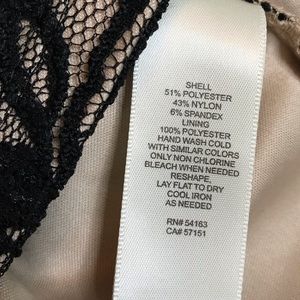 SHELL
51% POLYESTER
43% NYLON
6% SPANDEX
LINING
100% POLYESTER
HAND WASH COLD
WITH SIMILAR COLORS
ONLY NON CHLORINE
BLEACH WHEN NEEDED
RESHAPE,
LAY FLAT TO DRY
COOL IRON
AS NEEDED
RN# 54163
CA# 57151